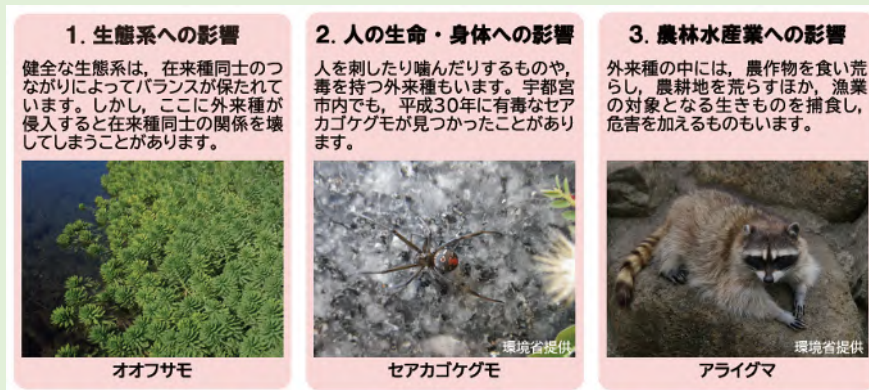 1. 生態系への影響
健全な生態系は，在来種同士のつ
ながりによってバランスが保たれて
います。しかし，ここに外来種が
侵入すると在来種同士の関係を壊
してしまうことがあります。
オオフサモ
2. 人の生命・身体への影響
人を刺したり噛んだりするものや，
毒を持つ外来種もいます。宇都宮
市内でも，平成30年に有毒なセア
カゴケグモが見つかったことがあり
ます。
環境省提供
セアカゴケグモ
3. 農林水産業への影響
外来種の中には，農作物を食い荒
らし，農耕地を荒らすほか，漁業
の対象となる生きものを捕食し，
危害を加えるものもいます。
環境省提供
アライグマ